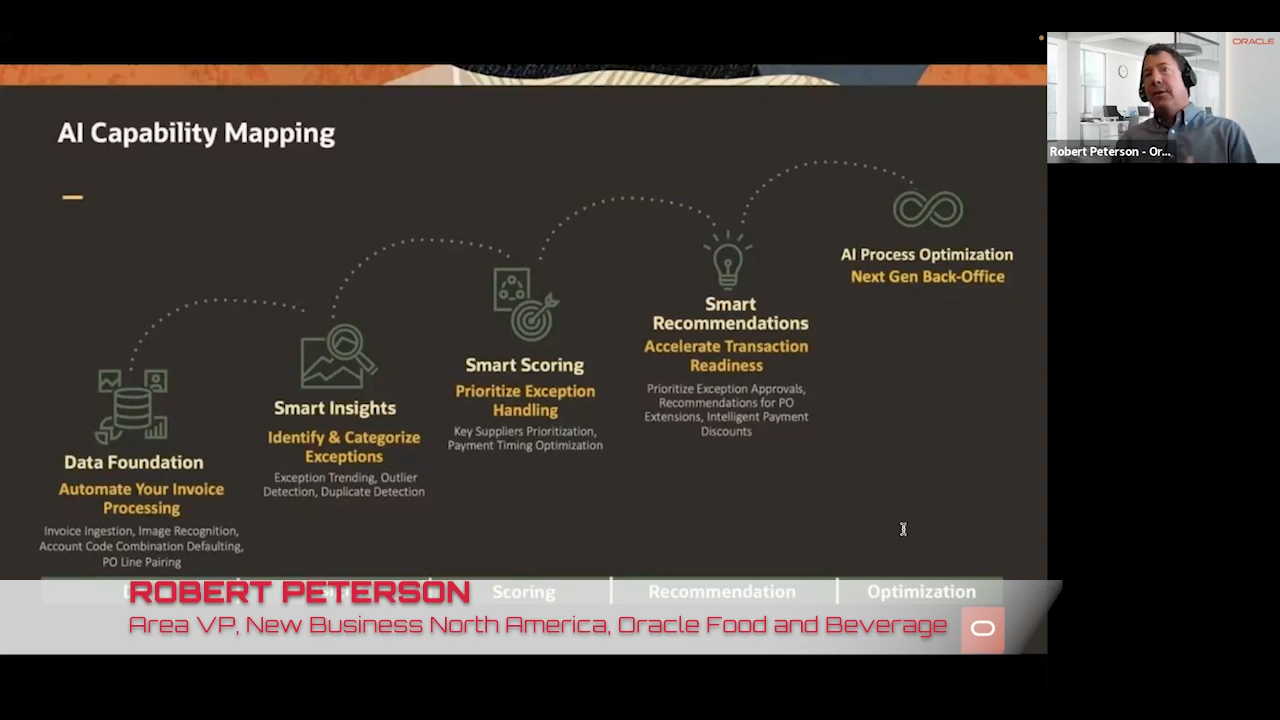 AI Capability Mapping
ORACLE
Robert Peterson - Or...
AI Process Optimization
Next Gen Back-Office
Smart
Recommendations
Accelerate Transaction
Readiness
Prioritize Exception Approvals,
Recommendations for PO
Extensions, Intelligent Payment
Discounts
Smart Scoring
Prioritize Exception
Handling
Key Suppliers Prioritization,
Payment Timing Optimization
Smart Insights
Identify & Categorize
Exceptions
Exception Trending, Outlier
Detection, Duplicate Detection
Data Foundation
Automate Your Invoice
Processing
Invoice Ingestion, Image Recognition,
Account Code Combination Defaulting,
PO Line Pairing
Scoring
Recommendation
Optimization
ROBERT PETERSON
Area VP, New Business North America, Oracle Food and Beverage